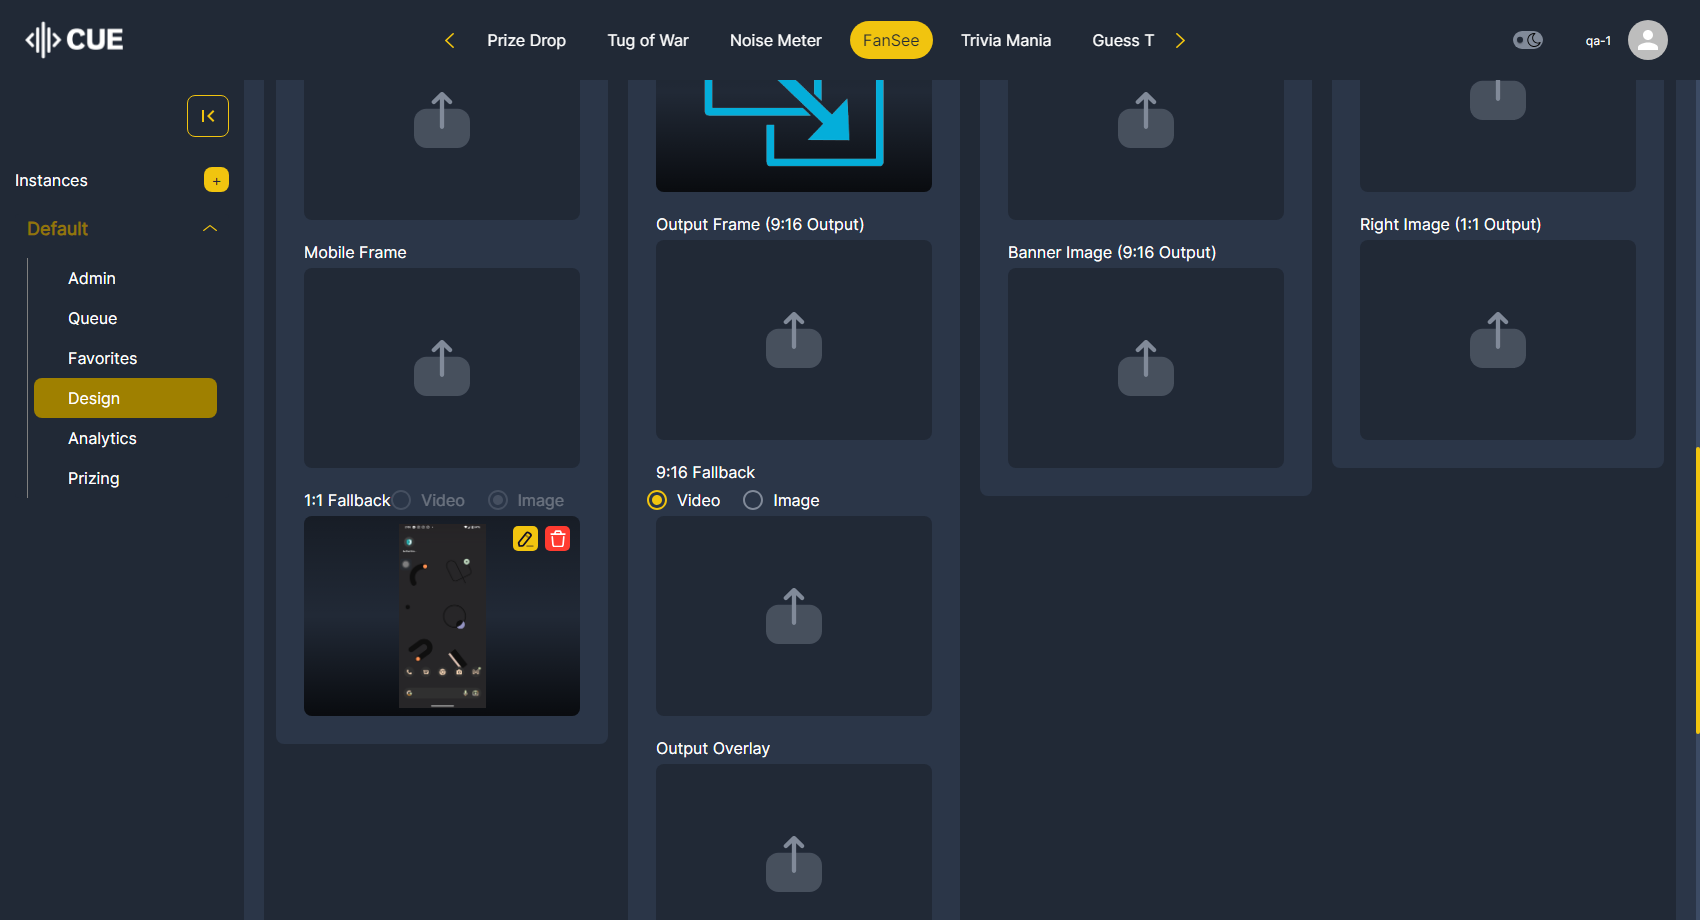 CUE
Prize Drop
Tug of War
Noise Meter
FanSee
Trivia Mania
Guess T
qa-1
Instances
+
Default
Admin
Queue
Favorites
Design
Analytics
Prizing
Mobile Frame
1:1 Fallback
Video
Image
Output Frame (9:16 Output)
9:16 Fallback
Video
Image
Output Overlay
Banner Image (9:16 Output)
Right Image (1:1 Output)